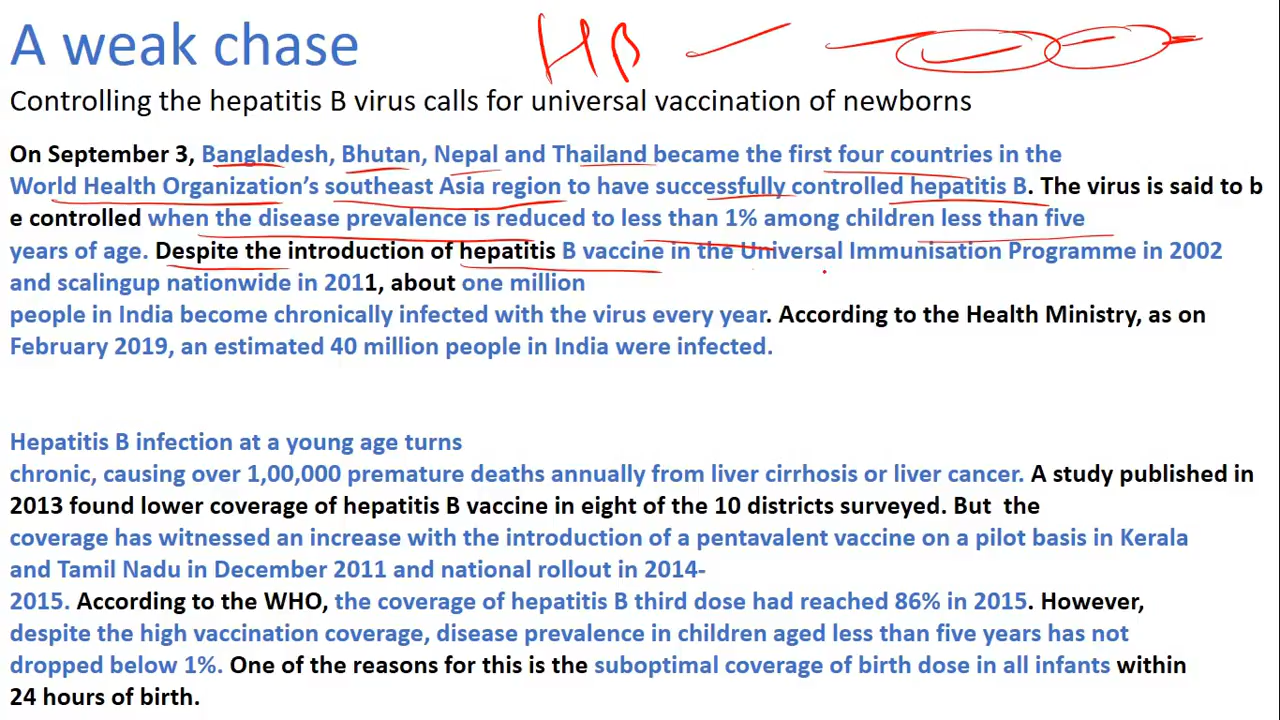 A weak chase
HB
Controlling the hepatitis B virus calls for universal vaccination of newborns
On September 3, Bangladesh, Bhutan, Nepal and Thailand became the first four countries in the
World Health Organization's southeast Asia region to have successfully controlled hepatitis B. The virus is said to b
e controlled when the disease prevalence is reduced to less than 1% among children less than five
years of age. Despite the introduction of hepatitis B vaccine in the Universal Immunisation Programme in 2002
and scalingup nationwide in 2011, about one million
people in India become chronically infected with the virus every year. According to the Health Ministry, as on
February 2019, an estimated 40 million people in India were infected.
Hepatitis B infection at a young age turns
chronic, causing over 1,00,000 premature deaths annually from liver cirrhosis or liver cancer. A study published in
2013 found lower coverage of hepatitis B vaccine in eight of the 10 districts surveyed. But the
coverage has witnessed an increase with the introduction of a pentavalent vaccine on a pilot basis in Kerala
and Tamil Nadu in December 2011 and national rollout in 2014-
2015. According to the WHO, the coverage of hepatitis B third dose had reached 86% in 2015. However,
despite the high vaccination coverage, disease prevalence in children aged less than five years has not
dropped below 1%. One of the reasons for this is the suboptimal coverage of birth dose in all infants within
24 hours of birth.